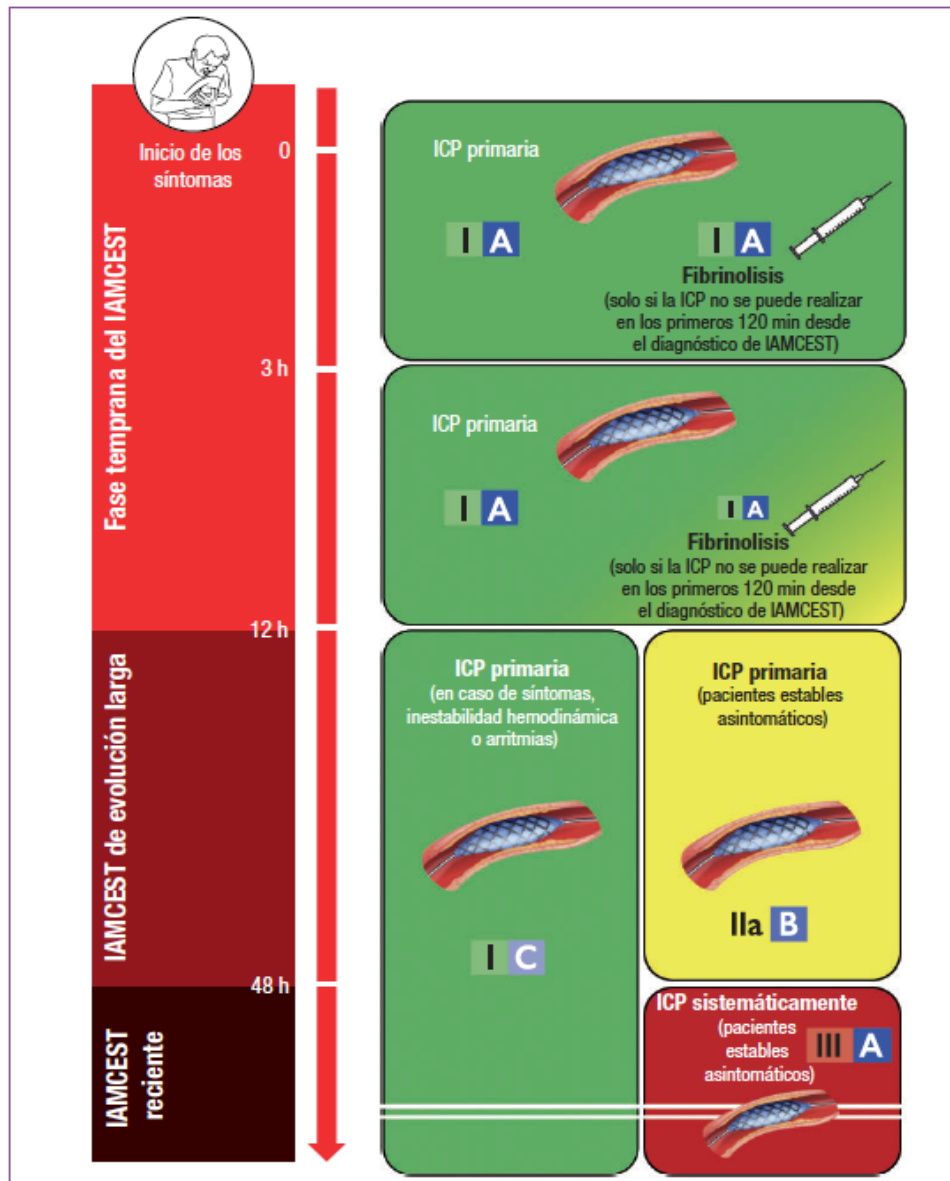 Inicio de los
síntomas
0
3 h
12 h
48 h
Fase temprana del IAMCEST
IAMCEST de evolución larga
IAMCEST
reciente
ICP primaria
I A
I A
Fibrinolisis
(solo si la ICP no se puede realizar
en los primeros 120 min desde
el diagnóstico de IAMCEST)
ICP primaria
I A
I A
Fibrinolisis
(solo si la ICP no se puede realizar
en los primeros 120 min desde
el diagnóstico de IAMCEST)
ICP primaria
(en caso de síntomas,
inestabilidad hemodinámica
o arritmias)
I C
ICP primaria
(pacientes estables
asintomáticos)
IIa B
ICP sistemáticamente
(pacientes
estables
asintomáticos)
III A